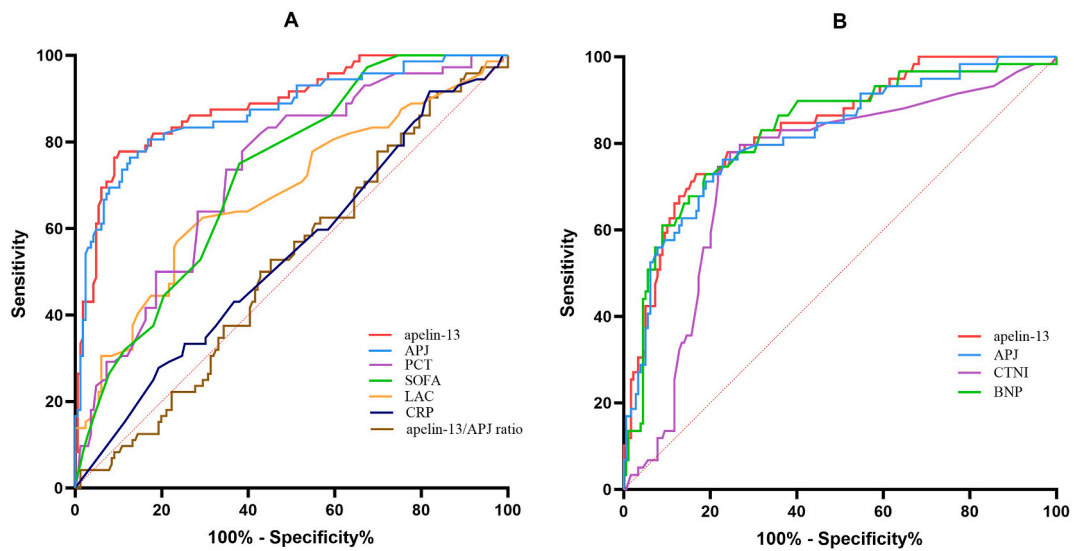 A
Sensitivity
100
80
60
40
20
0
apelin-13
APJ
PCT
SOFA
LAC
CRP
apelin-13/APJ ratio
0 20 40 60 80 100
100% - Specificity%
B
Sensitivity
100
80
60
40
20
0
apelin-13
APJ
CTNI
BNP
0 20 40 60 80 100
100% - Specificity%